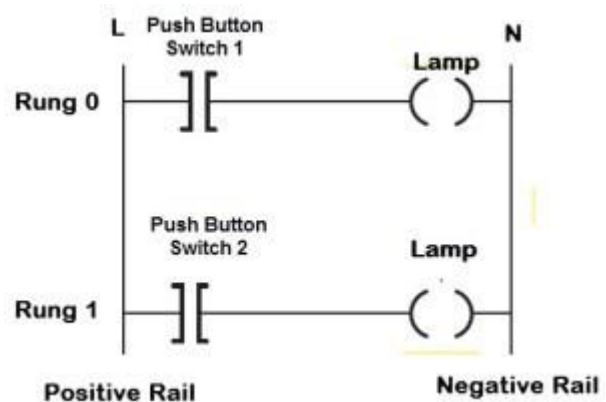 L
Push Button
Switch 1
N
Lamp
Rung 0
Push Button
Switch 2
Lamp
Rung 1
Positive Rail
Negative Rail